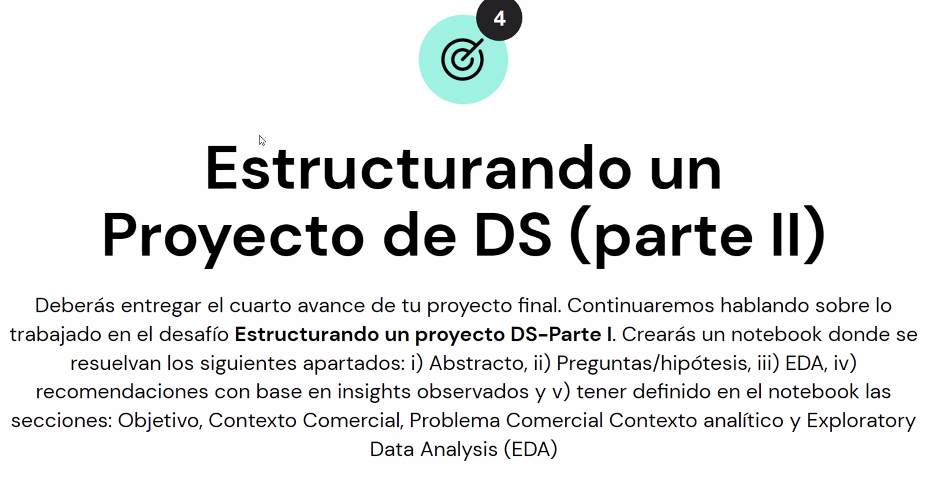 4
Estructurando un
Proyecto de DS (parte II)
Deberás entregar el cuarto avance de tu proyecto final. Continuaremos hablando sobre lo
trabajado en el desafío Estructurando un proyecto DS-Parte I. Crearás un notebook donde se
resuelvan los siguientes apartados: i) Abstracto, ii) Preguntas/hipótesis, iii) EDA, iv)
recomendaciones con base en insights observados y v) tener definido en el notebook las
secciones: Objetivo, Contexto Comercial, Problema Comercial Contexto analítico y Exploratory
Data Analysis (EDA)